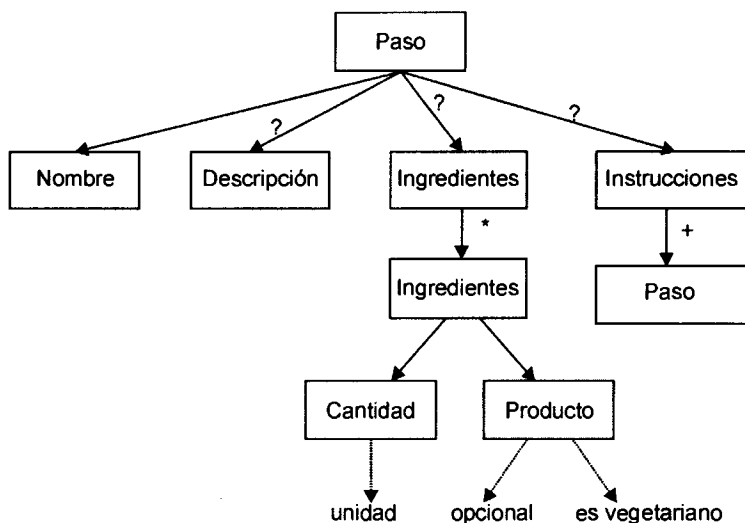 Paso
?
?
?
Nombre
Descripción
Ingredientes
Instrucciones
*
+
Ingredientes
Paso
Cantidad
Producto
unidad
opcional
es vegetariano